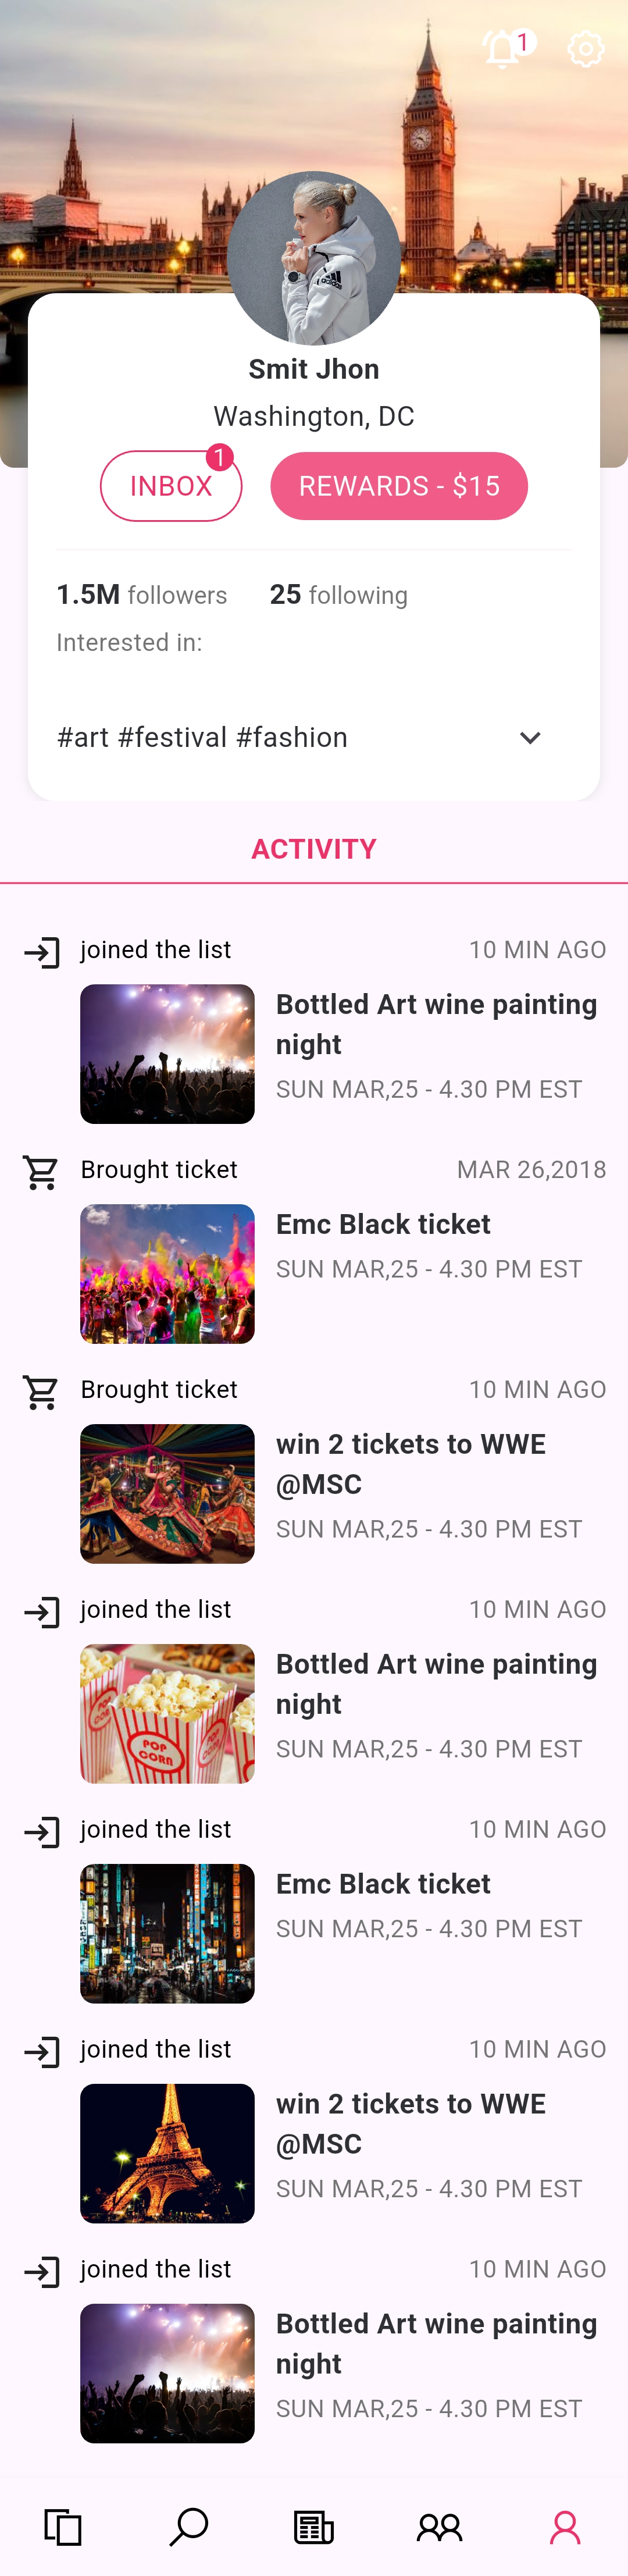 1
adidas
Smit Jhon
Washington, DC
1
INBOX
REWARDS - $15
1.5M followers 25 following
Interested in:
#art #festival #fashion
ACTIVITY
joined the list 10 MIN AGO
Bottled Art wine painting
night
SUN MAR,25 - 4.30 PM EST
Brought ticket MAR 26,2018
Emc Black ticket
SUN MAR,25 - 4.30 PM EST
Brought ticket 10 MIN AGO
win 2 tickets to WWE
@MSC
SUN MAR,25 - 4.30 PM EST
joined the list 10 MIN AGO
Bottled Art wine painting
night
POP
CORN
SUN MAR,25 - 4.30 PM EST
joined the list 10 MIN AGO
Emc Black ticket
SUN MAR,25 - 4.30 PM EST
joined the list 10 MIN AGO
win 2 tickets to WWE
@MSC
SUN MAR,25 - 4.30 PM EST
joined the list 10 MIN AGO
Bottled Art wine painting
night
SUN MAR,25 - 4.30 PM EST